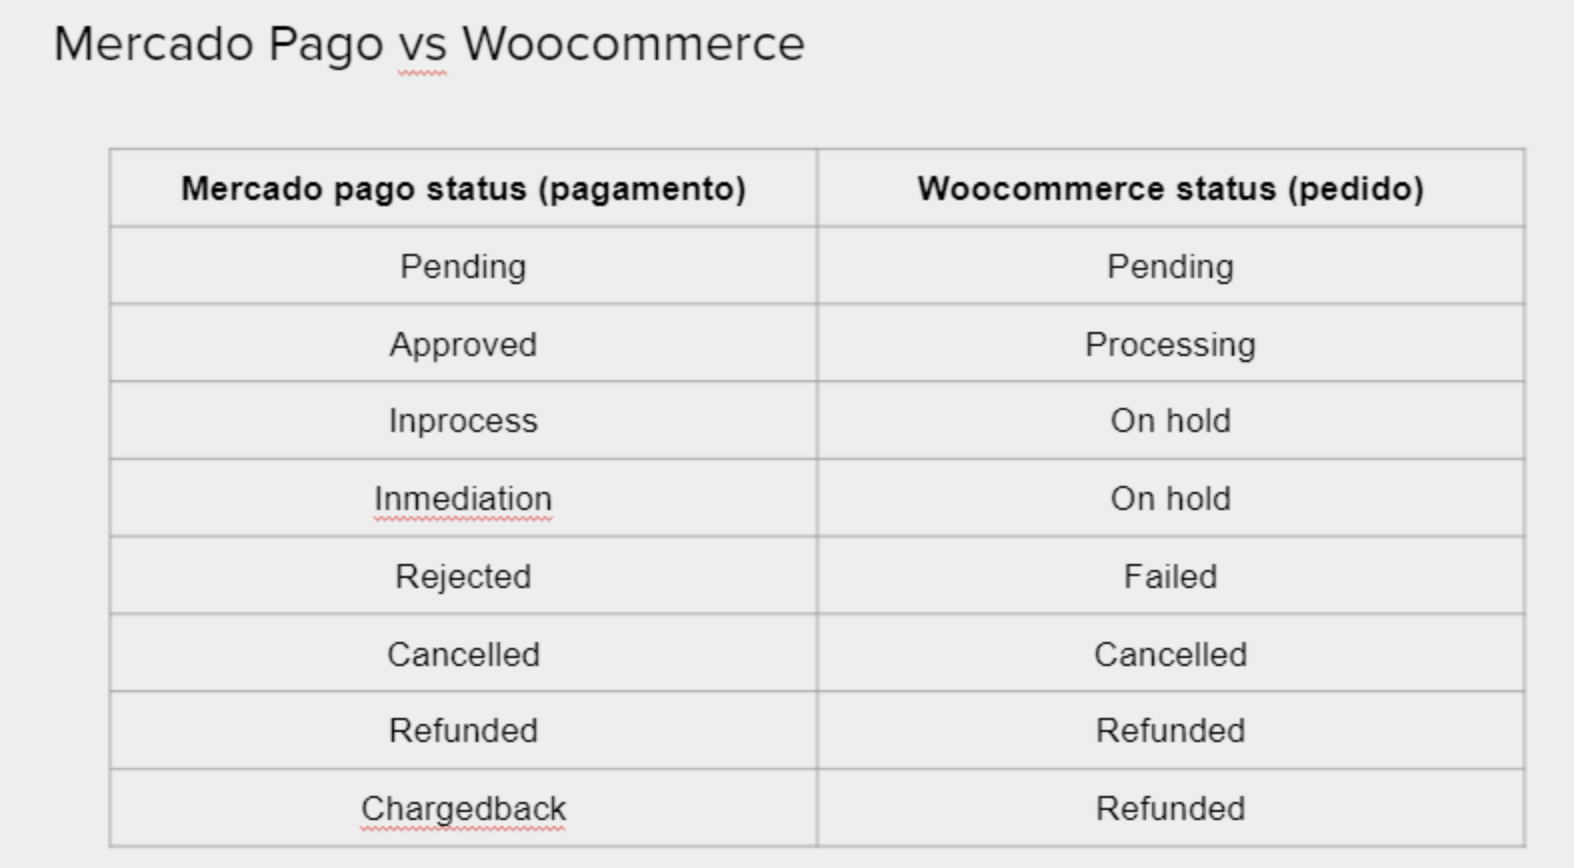 Mercado Pago vs Woocommerce
Mercado pago status (pagamento) Woocommerce status (pedido)
Pending Pending
Approved Processing
Inprocess On hold
Inmediation On hold
Rejected Failed
Cancelled Cancelled
Refunded Refunded
Chargedback Refunded